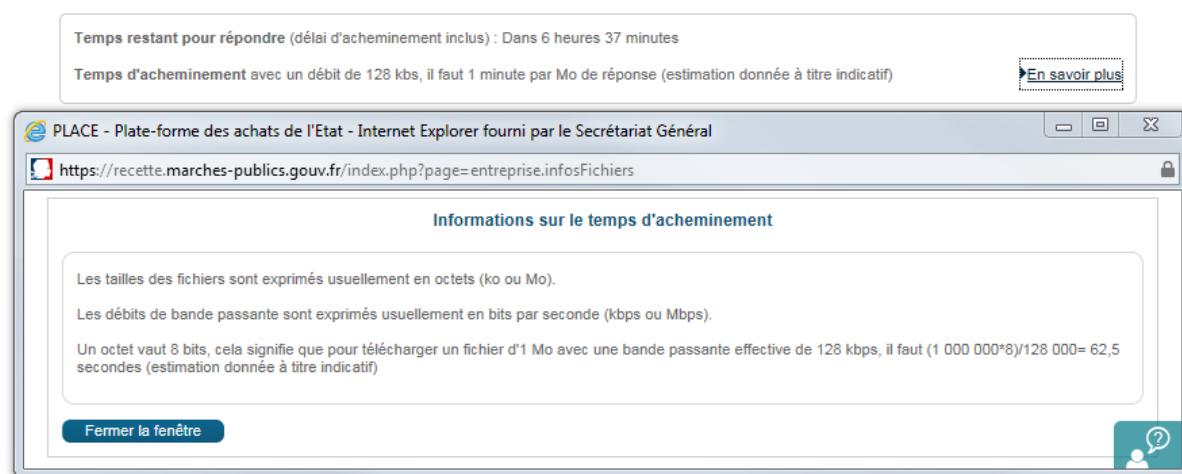 Temps restant pour répondre (délai d'acheminement inclus) : Dans 6 heures 37 minutes
Temps d'acheminement avec un débit de 128 kbs, il faut 1 minute par Mo de réponse (estimation donnée à titre indicatif)
En savoir plus
PLACE - Plate-forme des achats de l'Etat - Internet Explorer fourni par le Secrétariat Général
https://recette.marches-publics.gouv.fr/index.php?page=entreprise.infosFichiers
Informations sur le temps d'acheminement
Les tailles des fichiers sont exprimés usuellement en octets (ko ou Mo).
Les débits de bande passante sont exprimés usuellement en bits par seconde (kbps ou Mbps).
Un octet vaut 8 bits, cela signifie que pour télécharger un fichier d'1 Mo avec une bande passante effective de 128 kbps, il faut (1 000 000*8)/128 000= 62,5
secondes (estimation donnée à titre indicatif)
Fermer la fenêtre
?